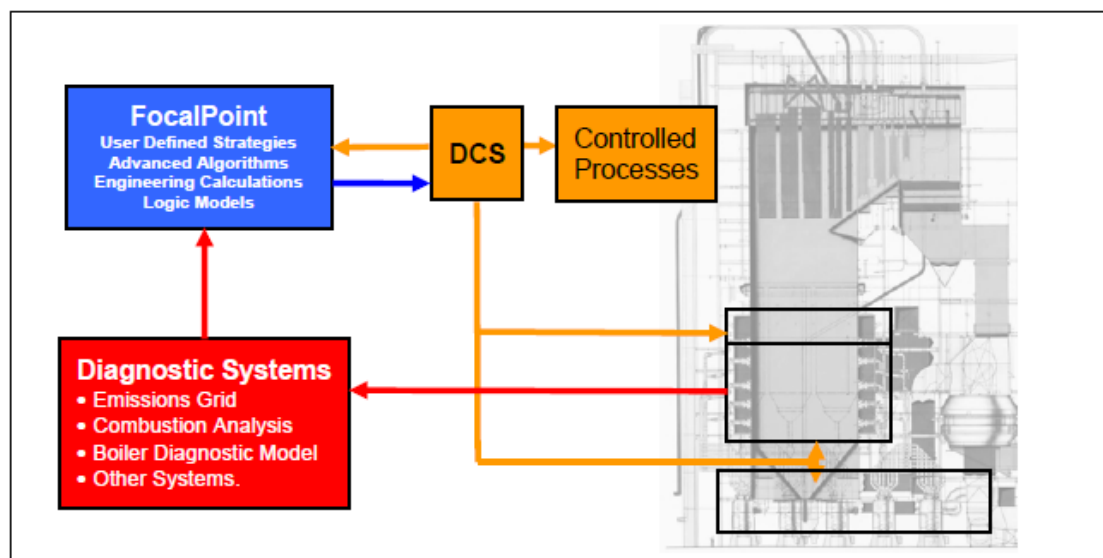 FocalPoint
User Defined Strategies
Advanced Algorithms
Engineering Calculations
Logic Models
DCS
Controlled
Processes
Diagnostic Systems
• Emissions Grid
• Combustion Analysis
• Boiler Diagnostic Model
• Other Systems.